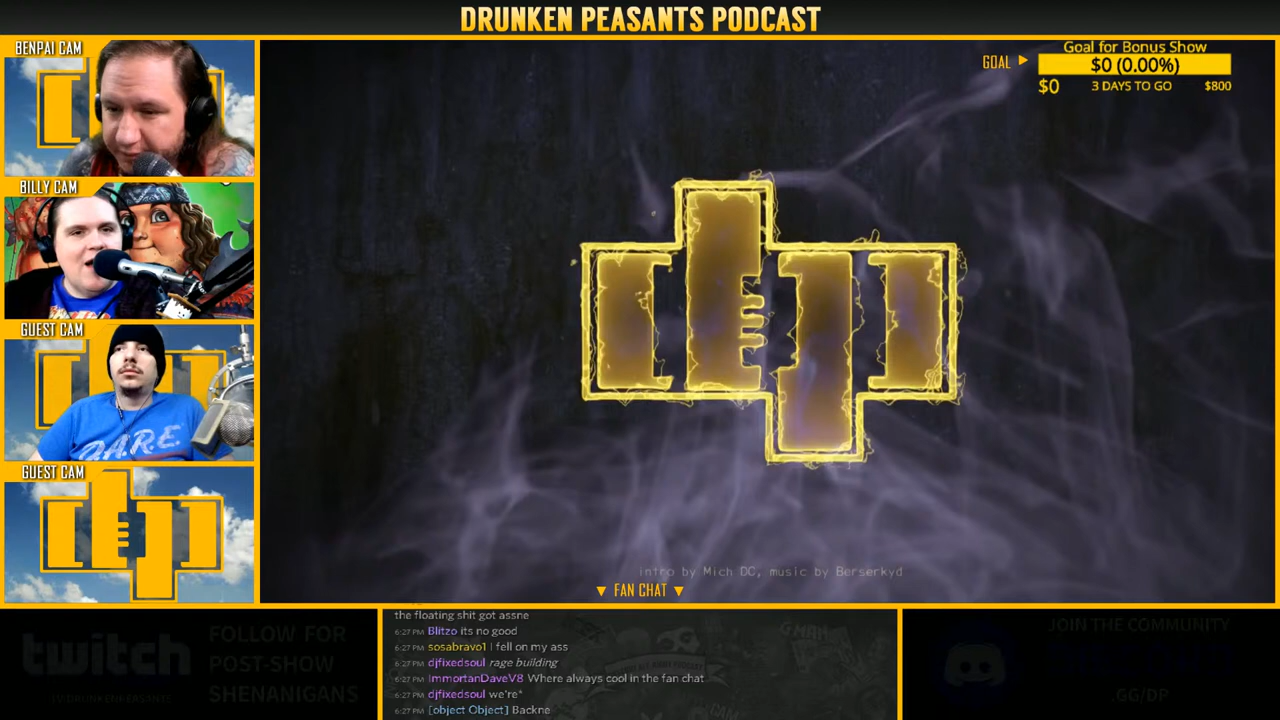 DRUNKEN PEASANTS PODCAST
BENPAI CAM
BILLY CAM
GUEST CAM
D.A.R.E.
GUEST CAM
Goal for Bonus Show
GOAL ▶
$0 (0.00%)
$0 3 DAYS TO GO $800
intro by Mich DC, music by Berserkyd
▼ FAN CHAT ▼
the floating shit got assne
6:27 PM Blitzo its no good
6:27 PM sosabravo1 I fell on my ass
6:27 PM djfixedsoul rage building
6:27 PM ImmortanDaveV8 Where always cool in the fan chat
6:27 PM djfixedsoul we're*
6:27 PM [object Object] Backne
twitch
FOLLOW FOR
POST-SHOW
SHENANIGANS
JOIN THE COMMUNITY
GG/DP